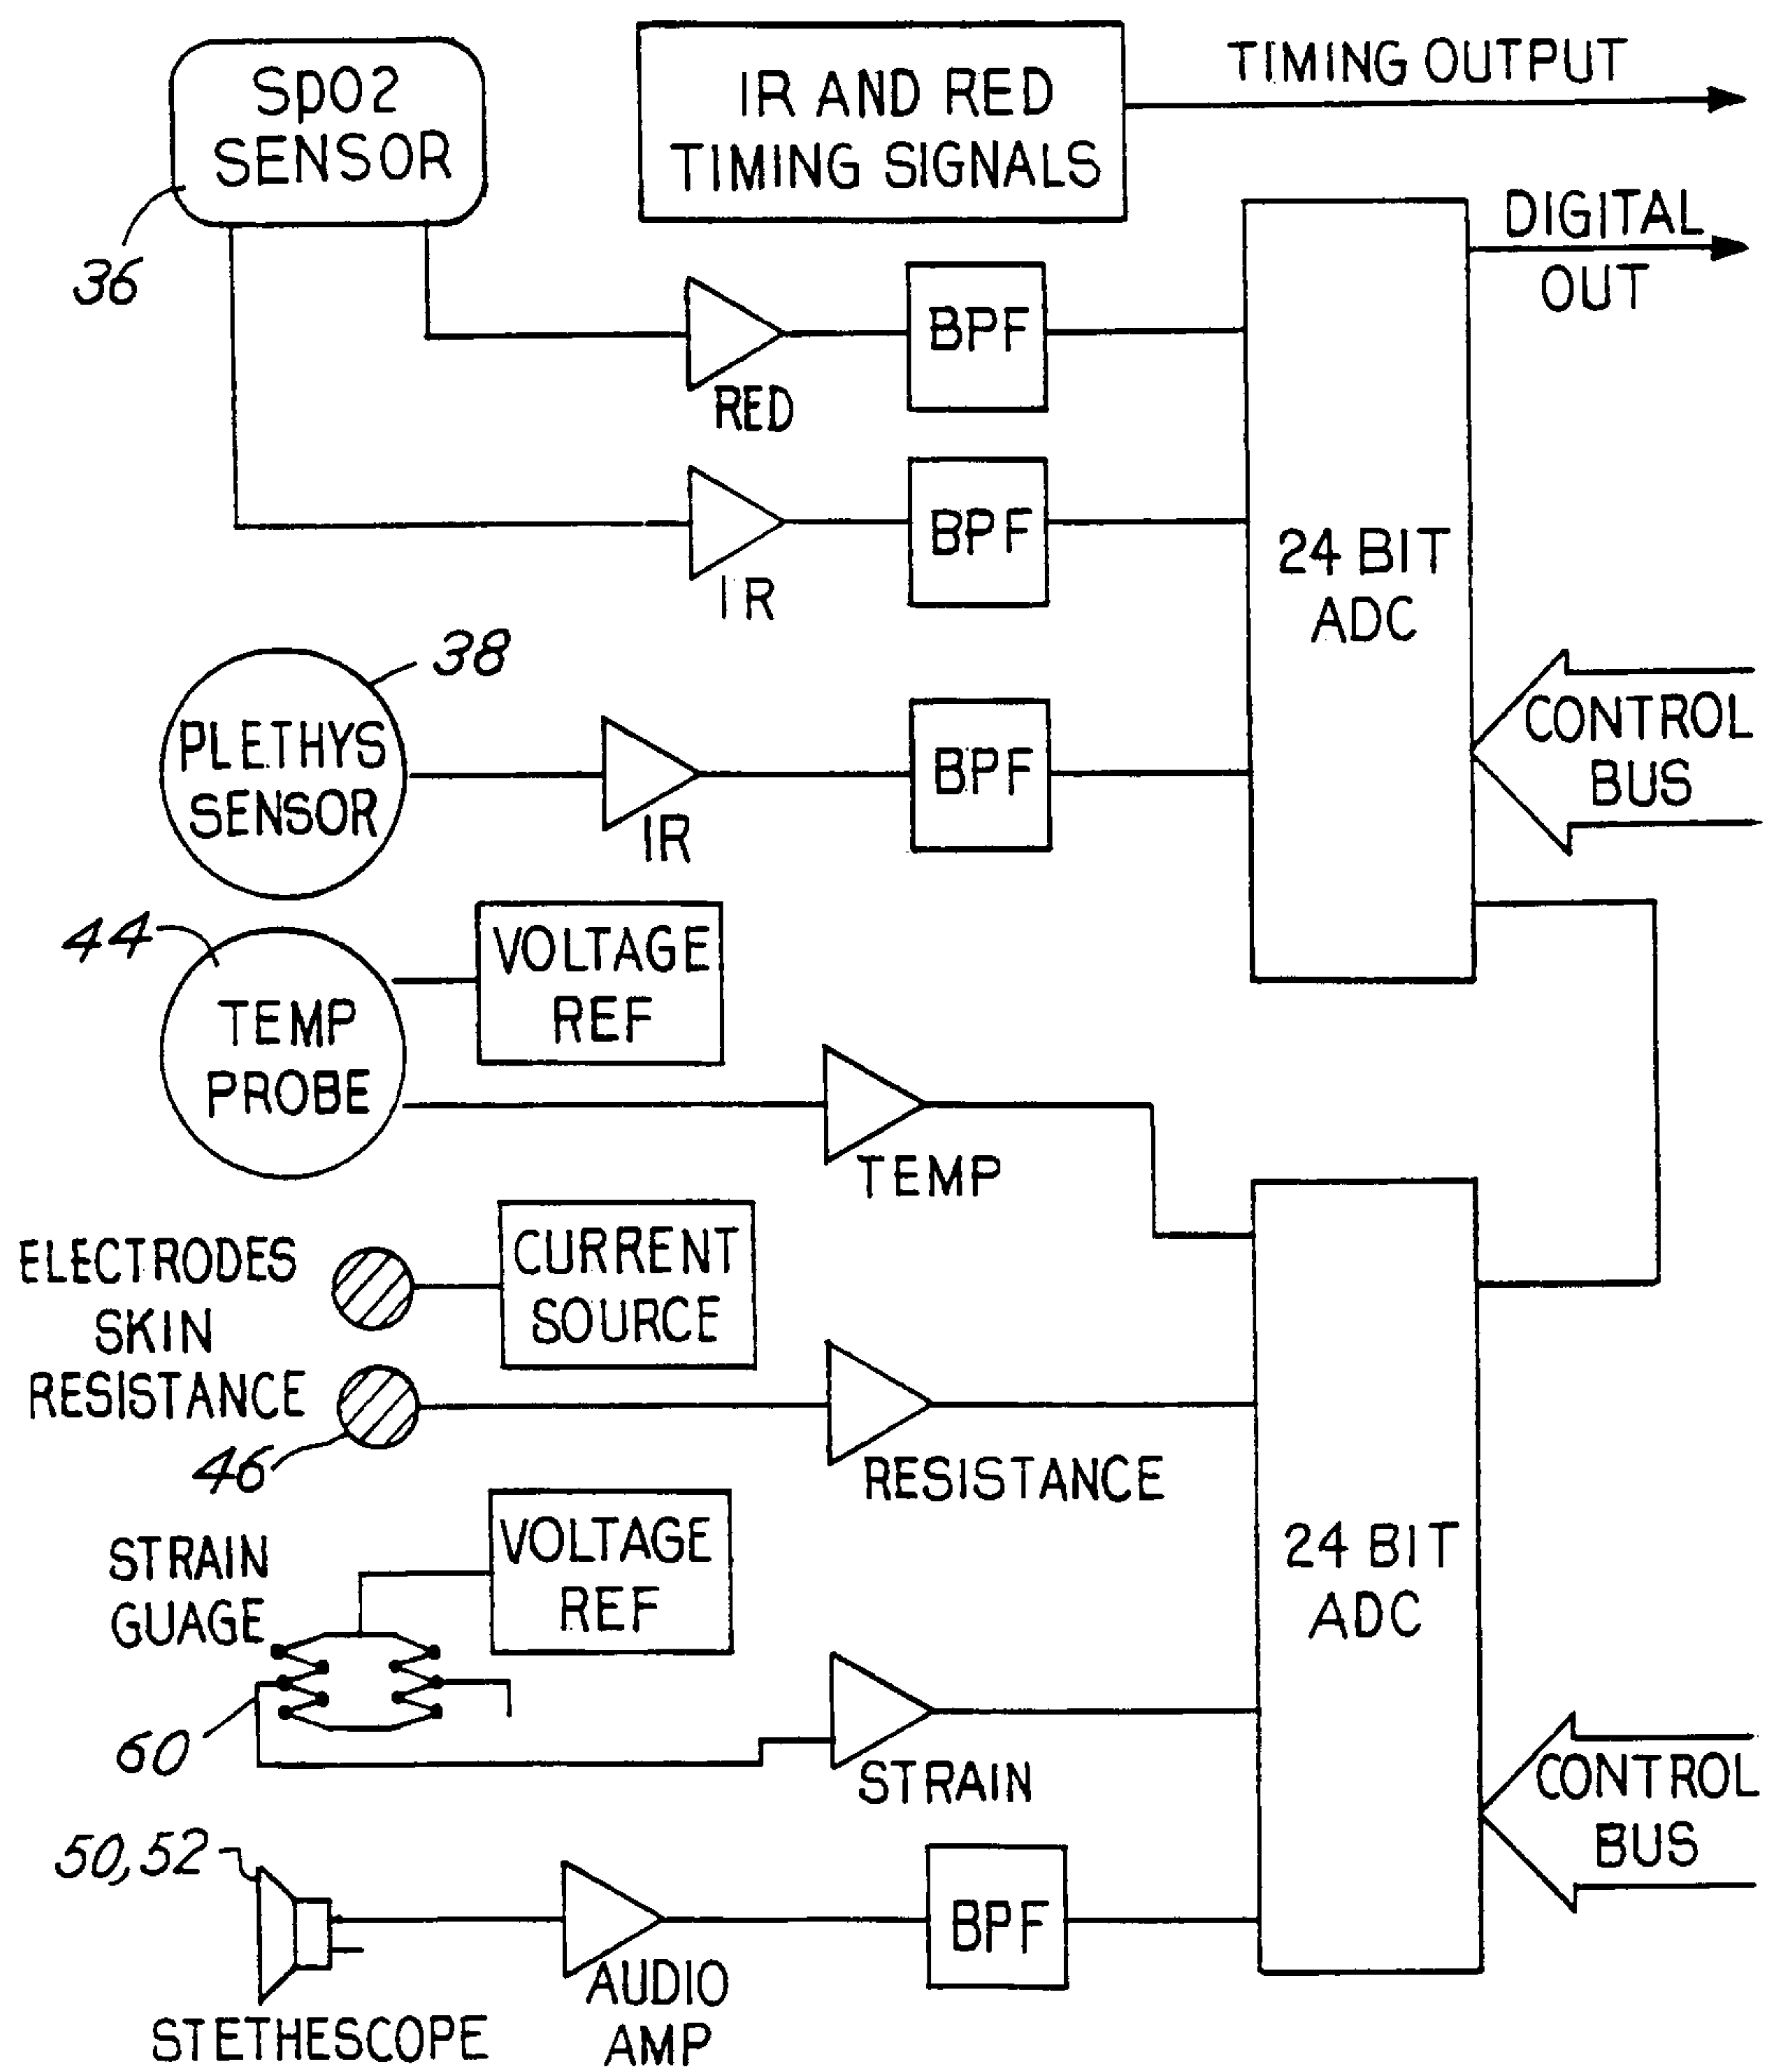 SpO2
SENSOR
36
IR AND RED
TIMING SIGNALS
TIMING OUTPUT
DIGITAL
OUT
BPF
RED
BPF
IR
24 BIT
ADC
38
PLETHYS
SENSOR
IR
BPF
CONTROL
BUS
44
TEMP
PROBE
VOLTAGE
REF
TEMP
ELECTRODES
SKIN
RESISTANCE
46
CURRENT
SOURCE
RESISTANCE
STRAIN
GUAGE
60
VOLTAGE
REF
STRAIN
24 BIT
ADC
CONTROL
BUS
50,52
STETHESCOPE
AUDIO
AMP
BPF